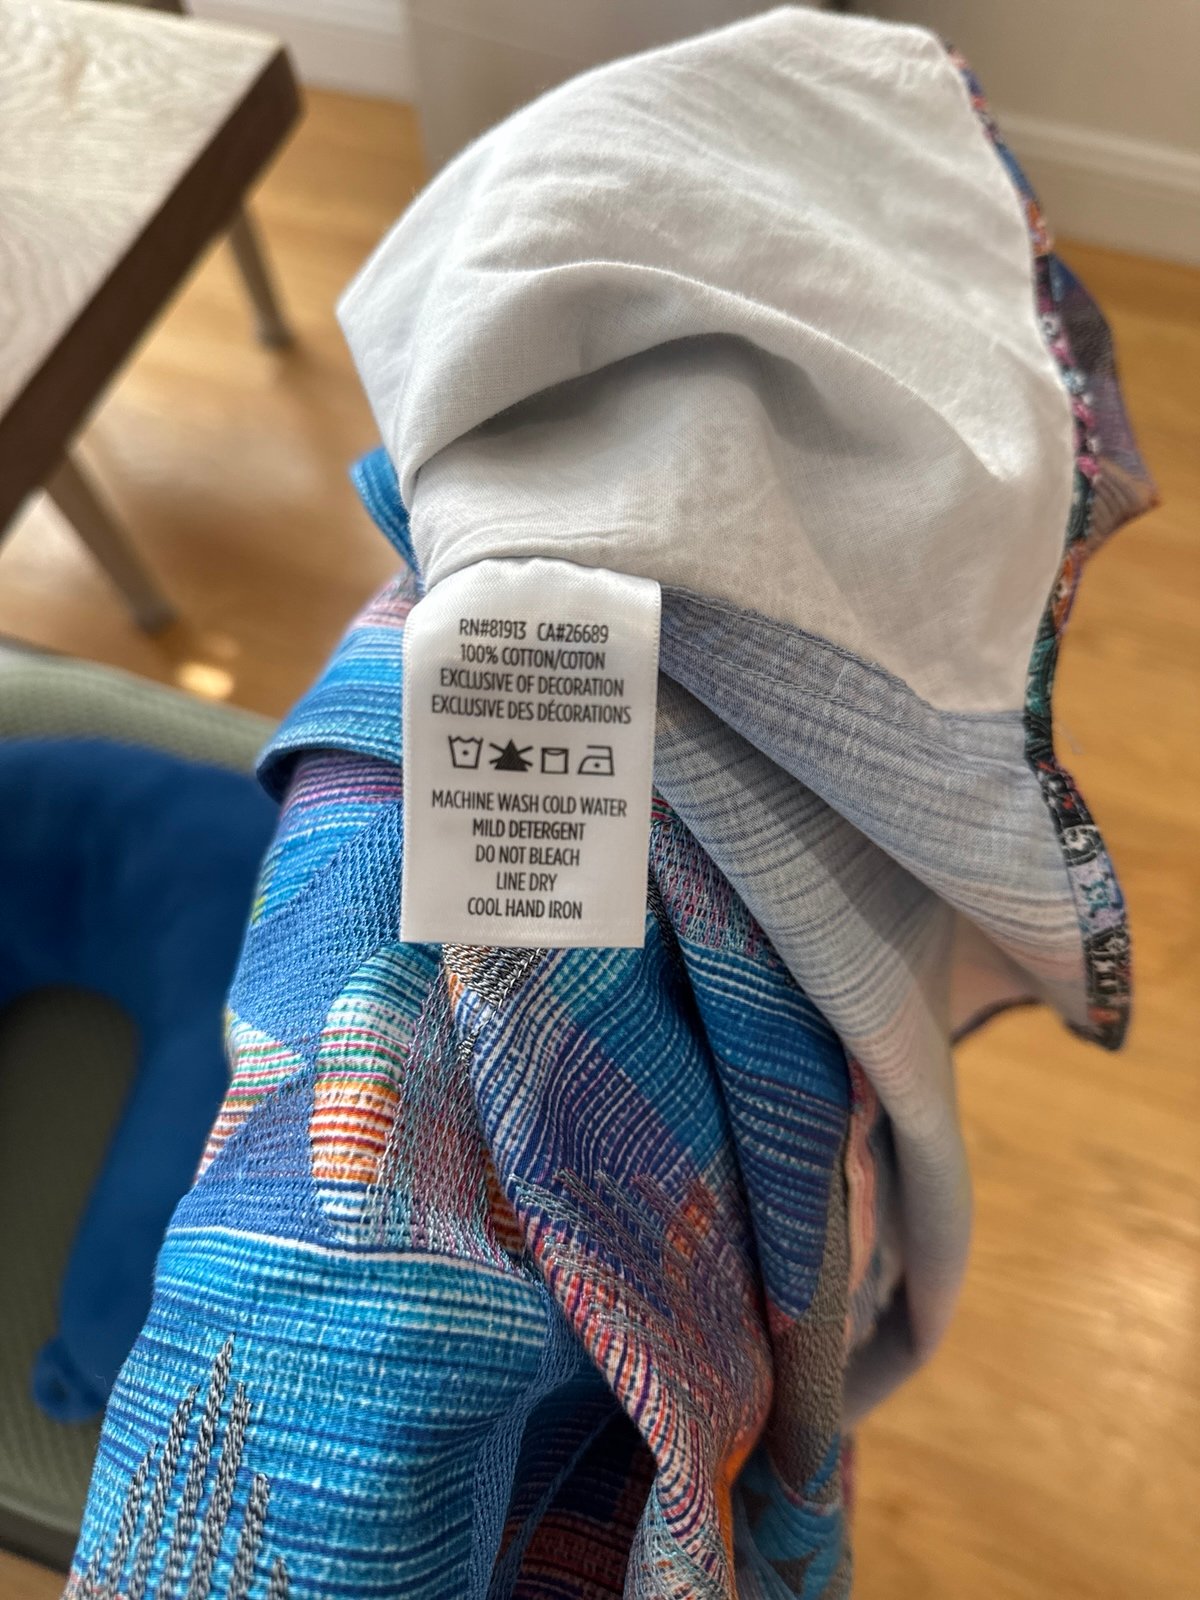 RN#81913 CA#26689
100% COTTON/COTON
EXCLUSIVE OF DECORATION
EXCLUSIVE DES DÉCORATIONS
MACHINE WASH COLD WATER
MILD DETERGENT
DO NOT BLEACH
LINE DRY
COOL HAND IRON